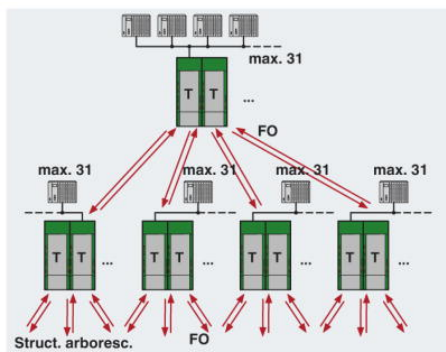 max. 31
T T ...
FO
max. 31 max. 31 max. 31 max. 31
T T ... T T ... T T ... T T ...
Struct. arboresc. FO